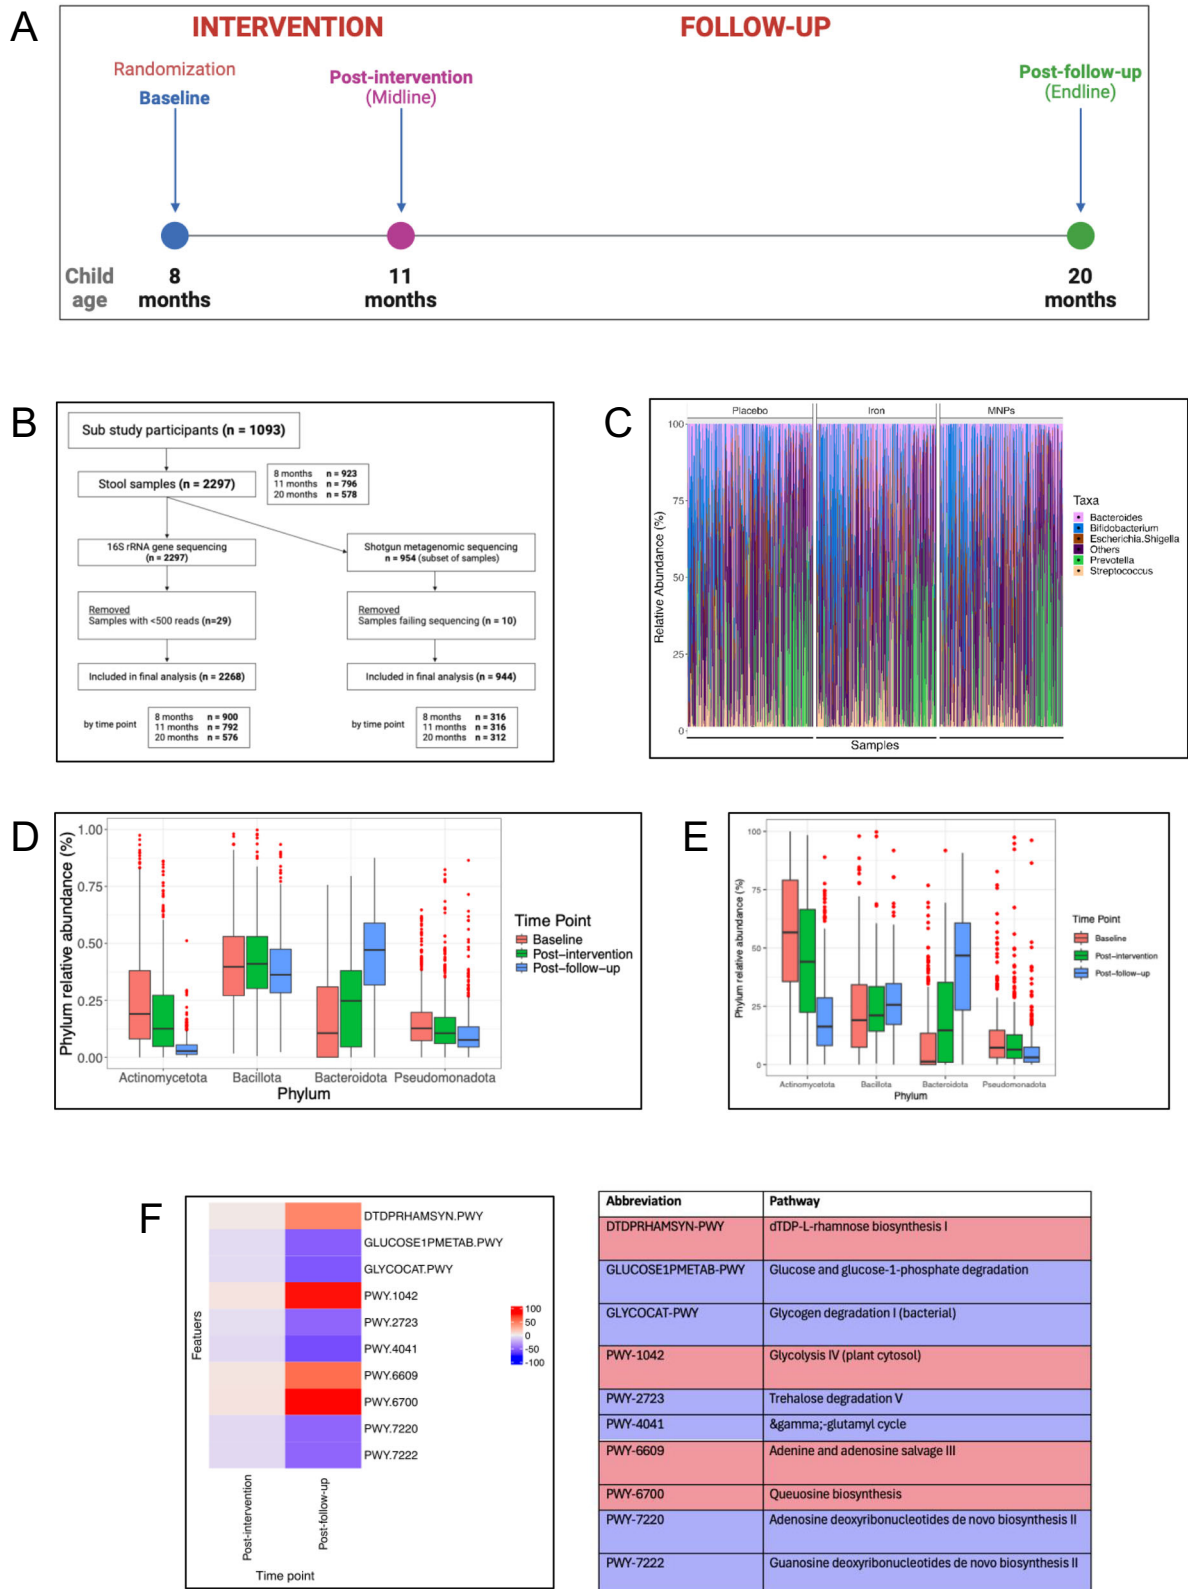 A
INTERVENTION
FOLLOW-UP
Randomization
Baseline
Post-intervention
(Midline)
Post-follow-up
(Endline)
Child
age
8
months
11
months
20
months
B
Sub study participants (n = 1093)
Stool samples (n = 2297)
8 months n = 923
11 months n = 796
20 months n = 578
16S rRNA gene sequencing
(n = 2297)
Shotgun metagenomic sequencing
n = 954 (subset of samples)
Removed
Samples with <500 reads (n=29)
Removed
Samples failing sequencing (n = 10)
Included in final analysis (n = 2268)
Included in final analysis (n = 944)
by time point
8 months n = 900
11 months n = 792
20 months n = 576
by time point
8 months n = 316
11 months n = 316
20 months n = 312
C
Placebo
Iron
MNPs
Relative Abundance (%)
100
75
50
25
0
Samples
Taxa
Bacteroides
Bifidobacterium
Escherichia.Shigella
Others
Prevotella
Streptococcus
D
Phylum relative abundance (%)
1.00
0.75
0.50
0.25
0.00
Actinomycetota
Bacillota
Bacteroidota
Pseudomonadota
Phylum
Time Point
Baseline
Post-intervention
Post-follow-up
E
Phylum relative abundance (%)
100
75
50
25
0
Actinomycetota
Bacillota
Bacteroidota
Pseudomonadota
Phylum
Time Point
Baseline
Post-intervention
Post-follow-up
F
Featuers
DTDPRHAMSYN.PWY
GLUCOSE1PMETAB.PWY
GLYCOCAT.PWY
PWY.1042
PWY.2723
PWY.4041
PWY.6609
PWY.6700
PWY.7220
PWY.7222
Post-intervention
Post-follow-up
Time point
100
50
0
-50
-100
Abbreviation Pathway
DTDPRHAMSYN-PWY dTDP-L-rhamnose biosynthesis I
GLUCOSE1PMETAB-PWY Glucose and glucose-1-phosphate degradation
GLYCOCAT-PWY Glycogen degradation I (bacterial)
PWY-1042 Glycolysis IV (plant cytosol)
PWY-2723 Trehalose degradation V
PWY-4041 &gamma;-glutamyl cycle
PWY-6609 Adenine and adenosine salvage III
PWY-6700 Queuosine biosynthesis
PWY-7220 Adenosine deoxyribonucleotides de novo biosynthesis II
PWY-7222 Guanosine deoxyribonucleotides de novo biosynthesis II